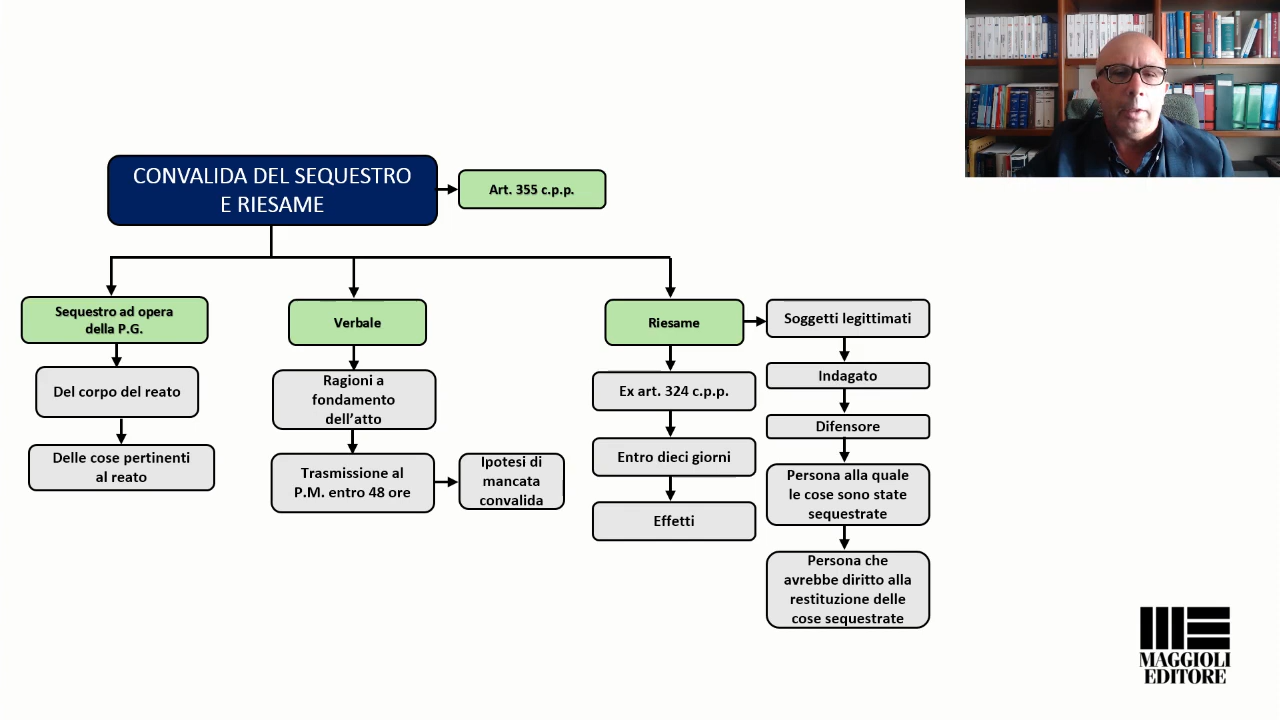 CONVALIDA DEL SEQUESTRO
E RIESAME
Art. 355 c.p.p.
Sequestro ad opera
della P.G.
Del corpo del reato
Delle cose pertinenti
al reato
Verbale
Ragioni a
fondamento
dell’atto
Trasmissione al
P.M. entro 48 ore
Ipotesi di
mancata
convalida
Riesame
Ex art. 324 c.p.p.
Entro dieci giorni
Effetti
Soggetti legittimati
Indagato
Difensore
Persona alla quale
le cose sono state
sequestrate
Persona che
avrebbe diritto alla
restituzione delle
cose sequestrate
MAGGIOLI
EDITORE